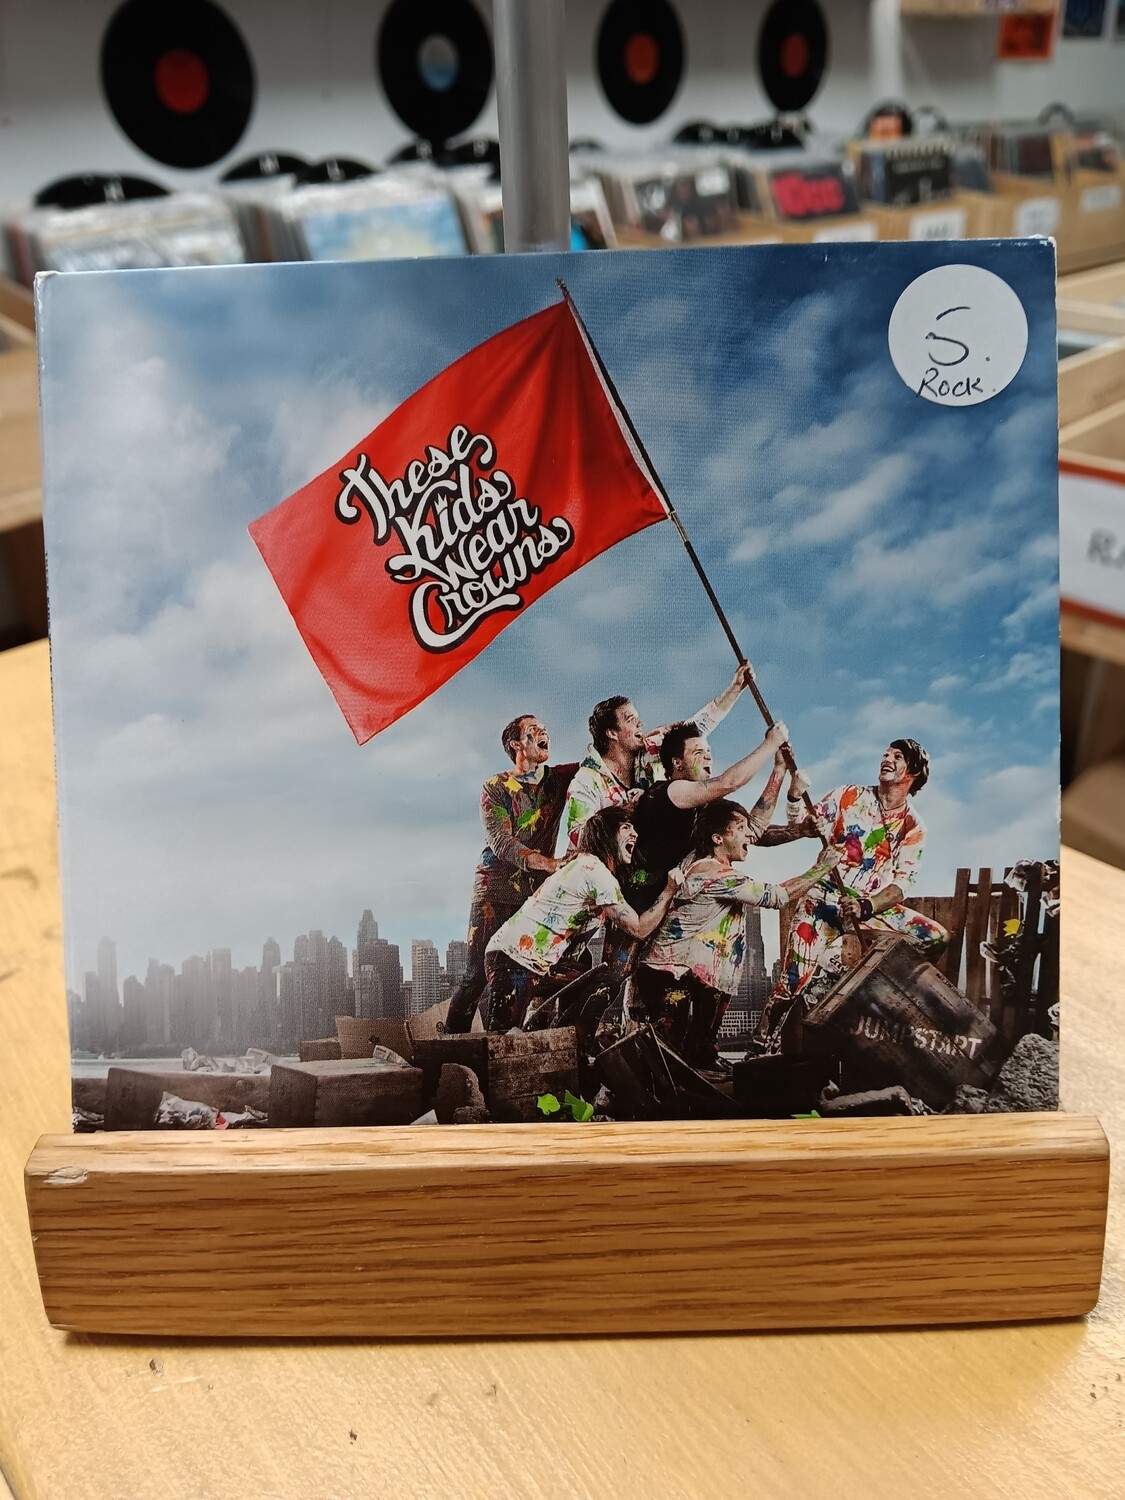 5.
Rock.
These
Kids
Wear
Crowns
JUMPSTART